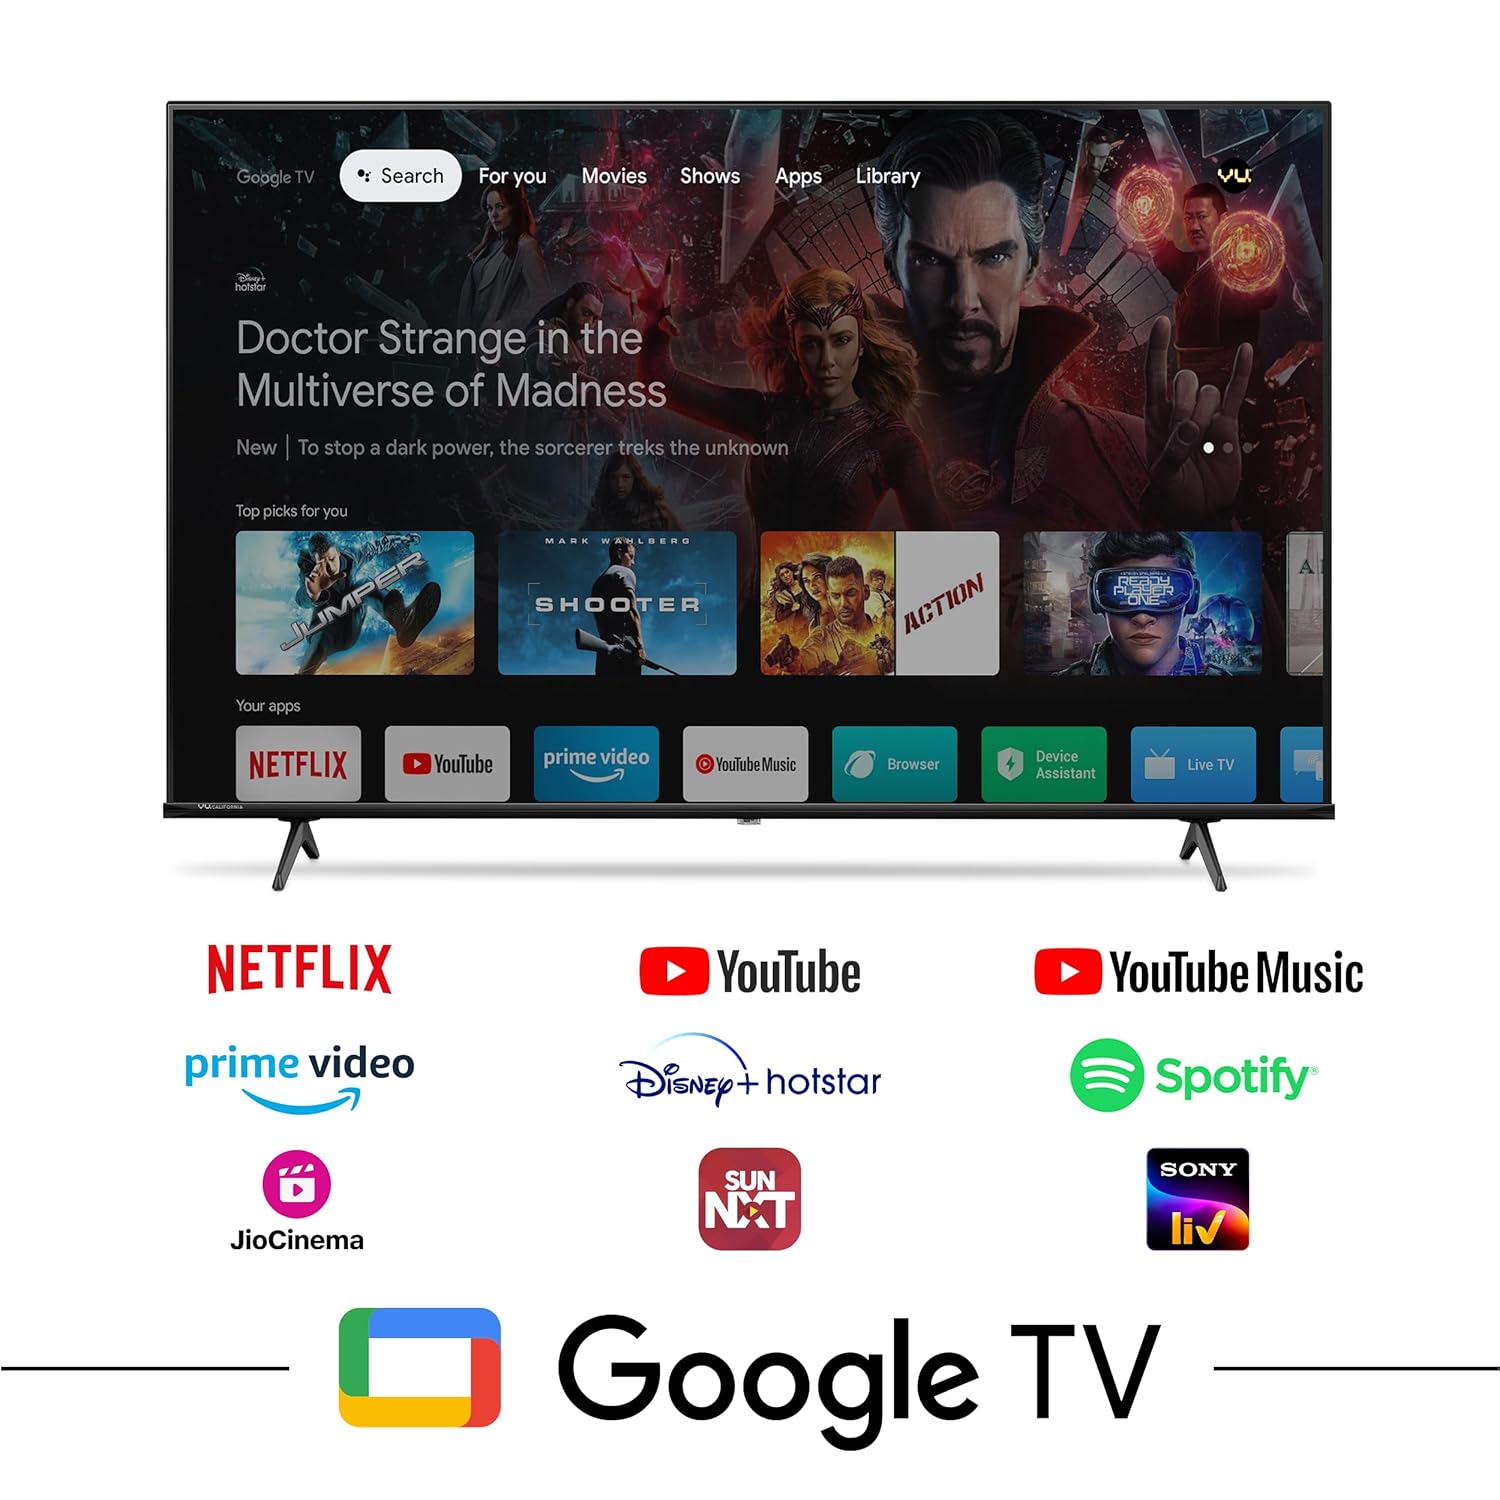 Google TV
Search
For you
Movies
Shows
Apps
Library
VU
Disney+
hotstar
Doctor Strange in the
Multiverse of Madness
New | To stop a dark power, the sorcerer treks the unknown
Top picks for you
JUMPER
MARK WAHLBERG
SHOOTER
ACTION
READY
PLAYER
ONE
Your apps
NETFLIX
YouTube
prime video
YouTube Music
Browser
Device
Assistant
Live TV
VU CALIFORNIA
NETFLIX
YouTube
YouTube Music
prime video
Disney+ hotstar
Spotify®
JioCinema
SUN
NXT
SONY
liv
Google TV